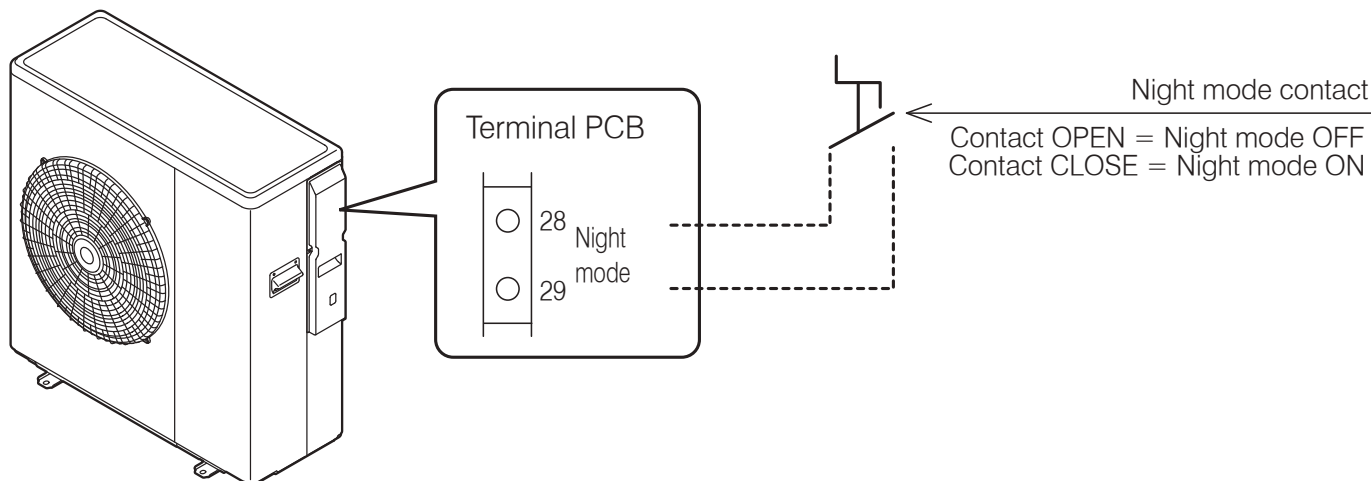 Terminal PCB
28
Night
mode
29
Night mode contact
Contact OPEN = Night mode OFF
Contact CLOSE = Night mode ON